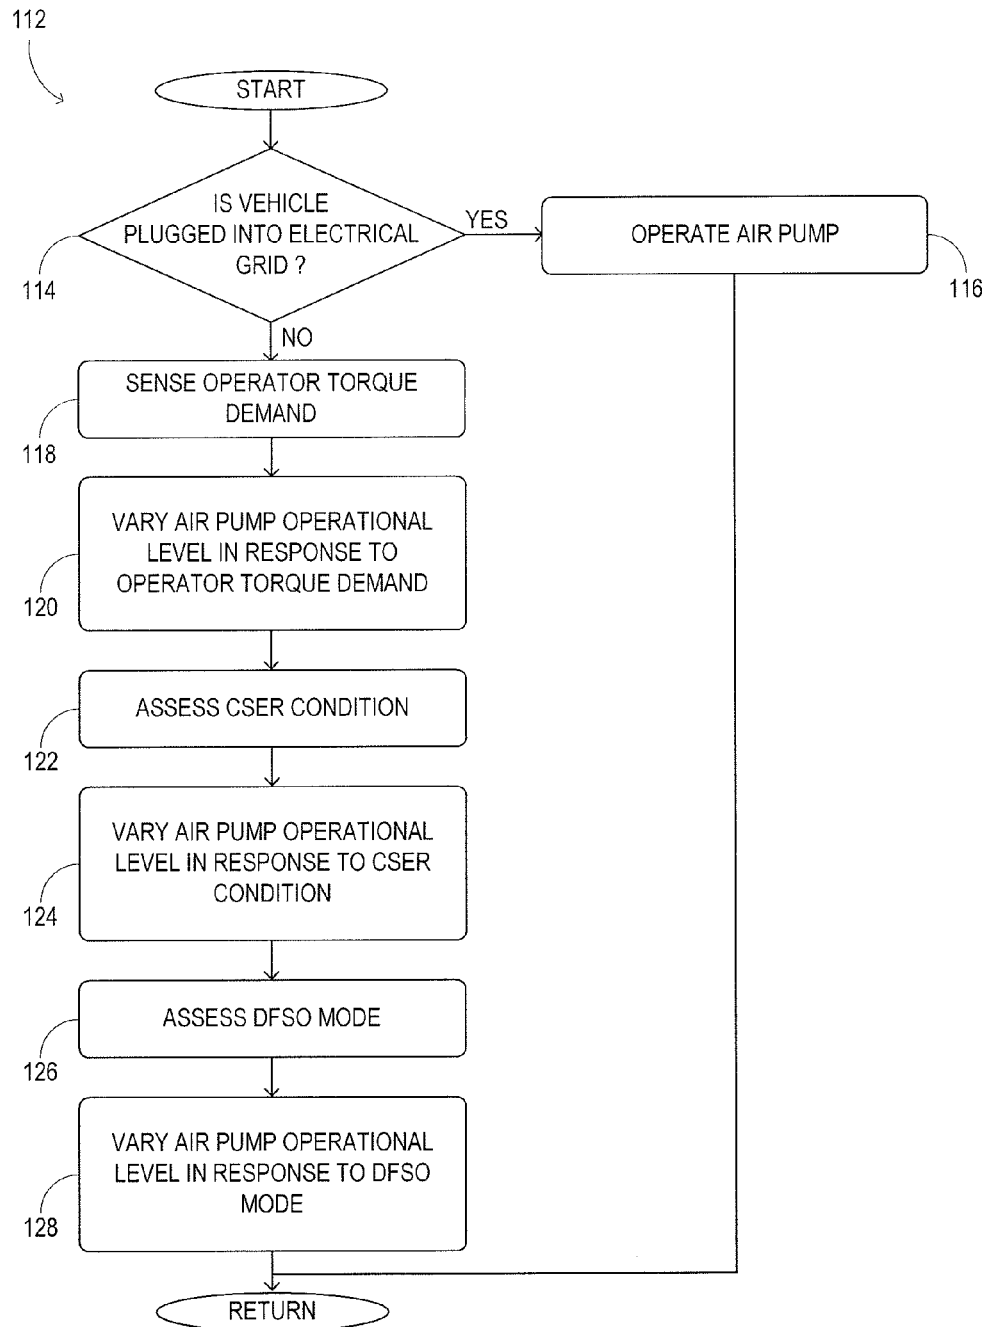 112
START
IS VEHICLE
PLUGGED INTO ELECTRICAL
GRID ?
114
YES
OPERATE AIR PUMP
116
NO
SENSE OPERATOR TORQUE
DEMAND
118
VARY AIR PUMP OPERATIONAL
LEVEL IN RESPONSE TO
OPERATOR TORQUE DEMAND
120
ASSESS CSER CONDITION
122
VARY AIR PUMP OPERATIONAL
LEVEL IN RESPONSE TO CSER
CONDITION
124
ASSESS DFSO MODE
126
VARY AIR PUMP OPERATIONAL
LEVEL IN RESPONSE TO DFSO
MODE
128
RETURN